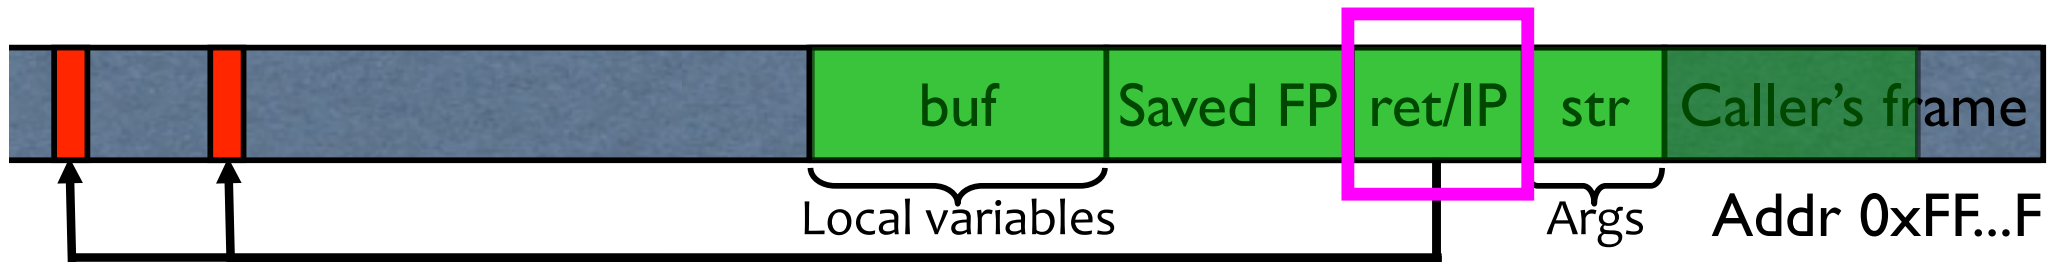 buf Saved FP ret/IP str Caller's frame
Local variables Args Addr 0xFF...F